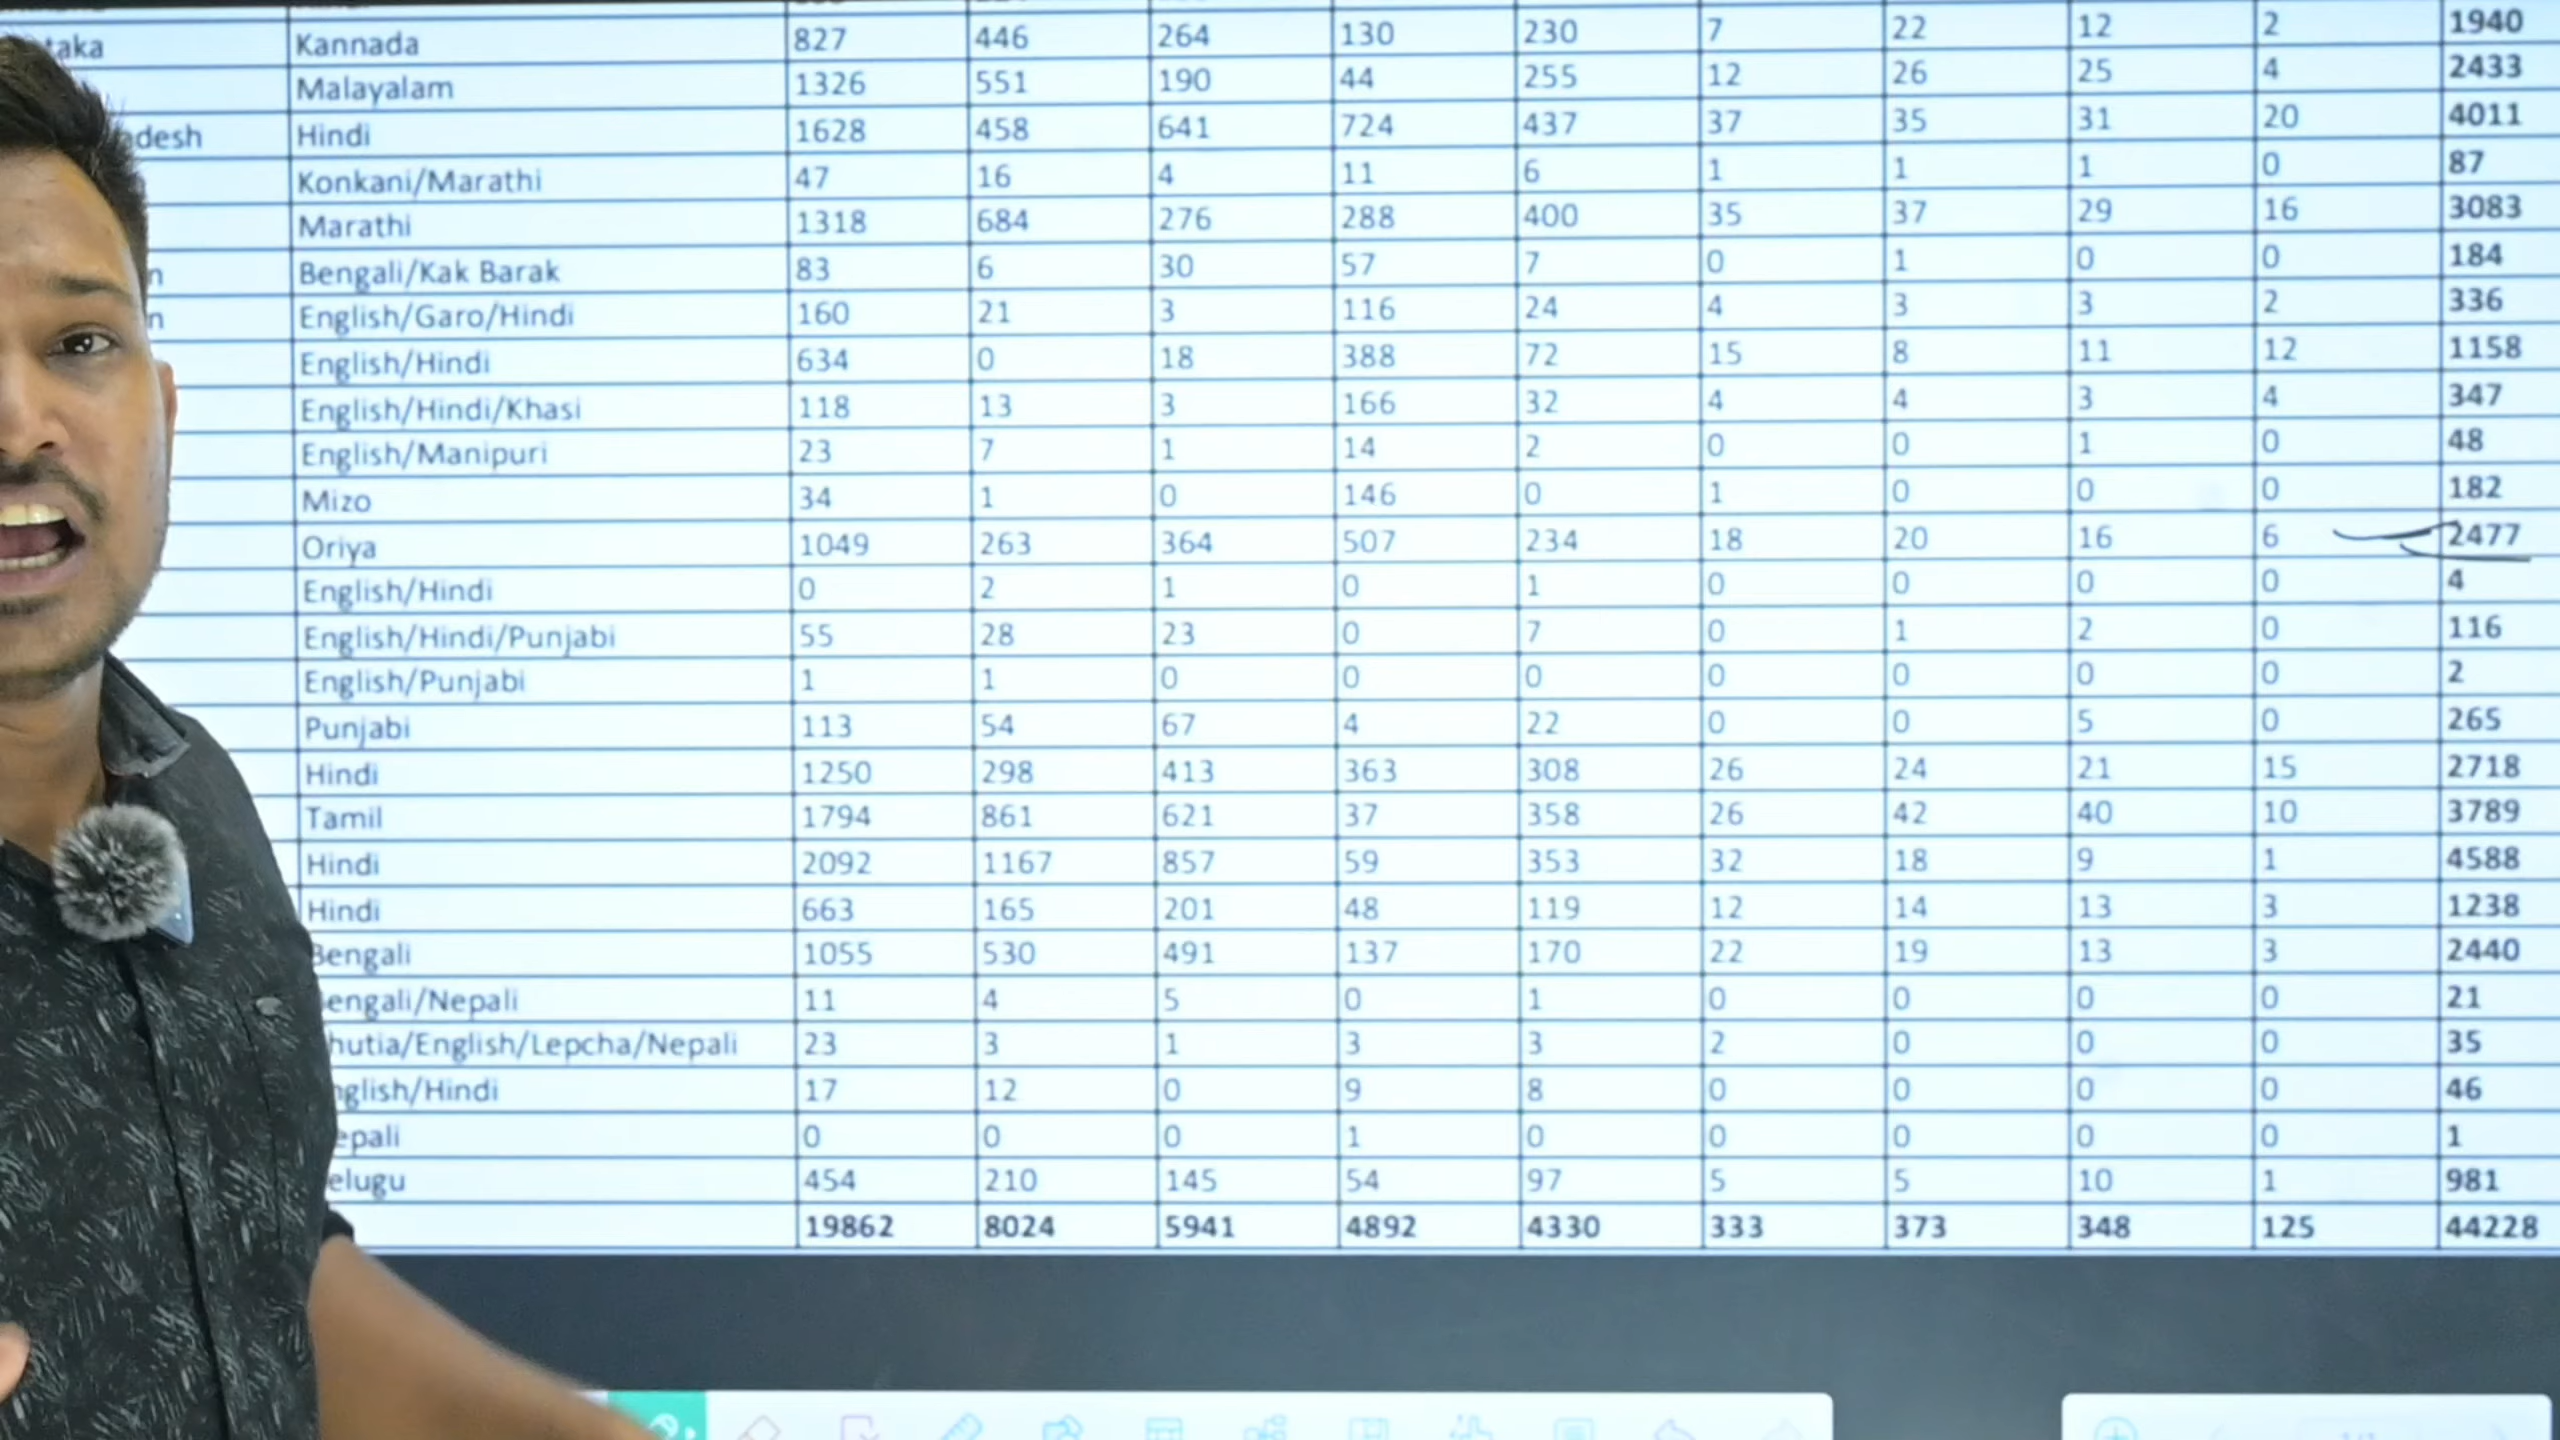 taka Kannada 827 446 264 130 230 7 22 12 2 1940
Malayalam 1326 551 190 44 255 12 26 25 4 2433
adesh Hindi 1628 458 641 724 437 37 35 31 20 4011
Konkani/Marathi 47 16 4 11 6 1 1 1 0 87
Marathi 1318 684 276 288 400 35 37 29 16 3083
n Bengali/Kak Barak 83 6 30 57 7 0 1 0 0 184
n English/Garo/Hindi 160 21 3 116 24 4 3 3 2 336
English/Hindi 634 0 18 388 72 15 8 11 12 1158
English/Hindi/Khasi 118 13 3 166 32 4 4 3 4 347
English/Manipuri 23 7 1 14 2 0 0 1 0 48
Mizo 34 1 0 146 0 1 0 0 0 182
Oriya 1049 263 364 507 234 18 20 16 6 2477
English/Hindi 0 2 1 0 1 0 0 0 0 4
English/Hindi/Punjabi 55 28 23 0 7 0 1 2 0 116
English/Punjabi 1 1 0 0 0 0 0 0 0 2
Punjabi 113 54 67 4 22 0 0 5 0 265
Hindi 1250 298 413 363 308 26 24 21 15 2718
Tamil 1794 861 621 37 358 26 42 40 10 3789
Hindi 2092 1167 857 59 353 32 18 9 1 4588
Hindi 663 165 201 48 119 12 14 13 3 1238
Bengali 1055 530 491 137 170 22 19 13 3 2440
engali/Nepali 11 4 5 0 1 0 0 0 0 21
hutia/English/Lepcha/Nepali 23 3 1 3 3 2 0 0 0 35
nglish/Hindi 17 12 0 9 8 0 0 0 0 46
epali 0 0 0 1 0 0 0 0 0 1
elugu 454 210 145 54 97 5 5 10 1 981
19862 8024 5941 4892 4330 333 373 348 125 44228